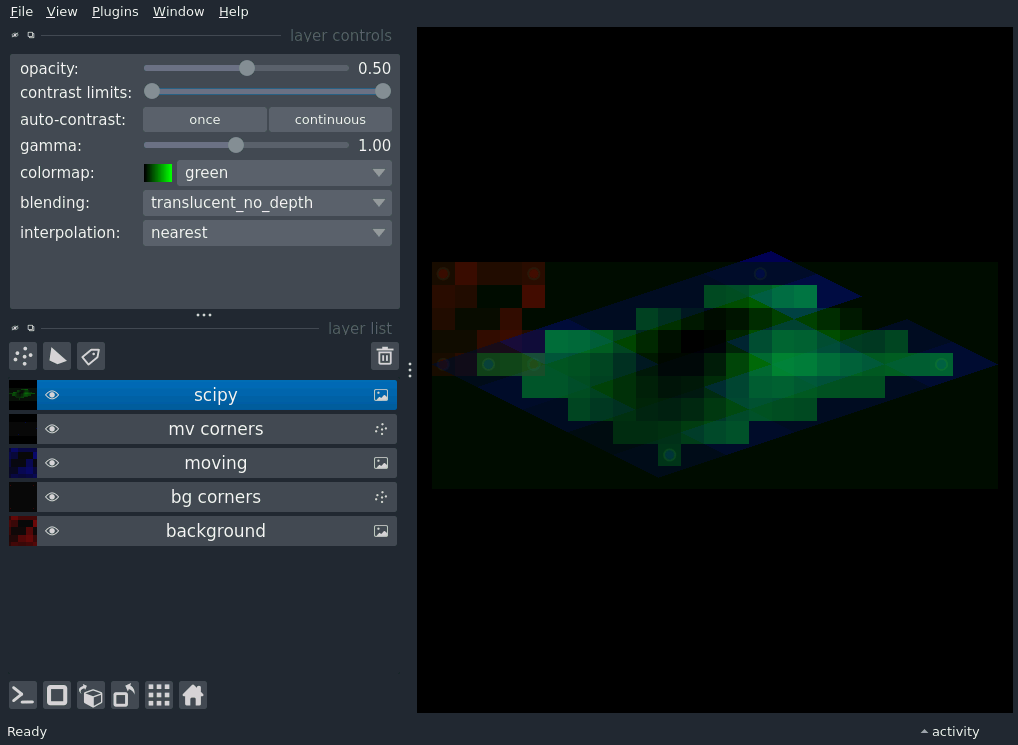 File View Plugins Window Help
layer controls
opacity: 0.50
contrast limits:
auto-contrast: once continuous
gamma: 1.00
colormap: green
blending: translucent_no_depth
interpolation: nearest
layer list
scipy
mv corners
moving
bg corners
background
Ready activity